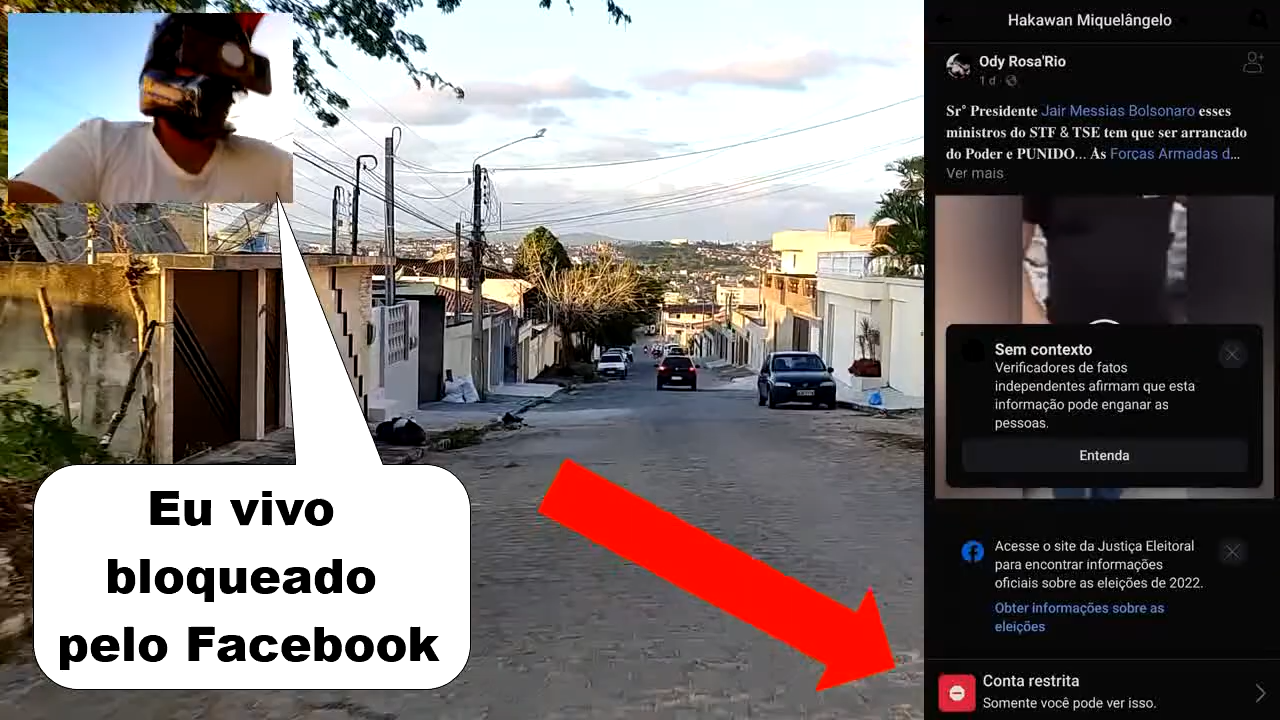 Eu vivo
bloqueado
pelo Facebook
Hakawan Miquelângelo
Ody Rosa'Rio
1 d
Sr° Presidente Jair Messias Bolsonaro esses
ministros do STF & TSE tem que ser arrancado
do Poder e PUNIDO... As Forças Armadas d...
Ver mais
Sem contexto
Verificadores de fatos
independentes afirmam que esta
informação pode enganar as
pessoas.
Entenda
Acesse o site da Justiça Eleitoral
para encontrar informações
oficiais sobre as eleições de 2022.
Obter informações sobre as
eleições
Conta restrita
Somente você pode ver isso.